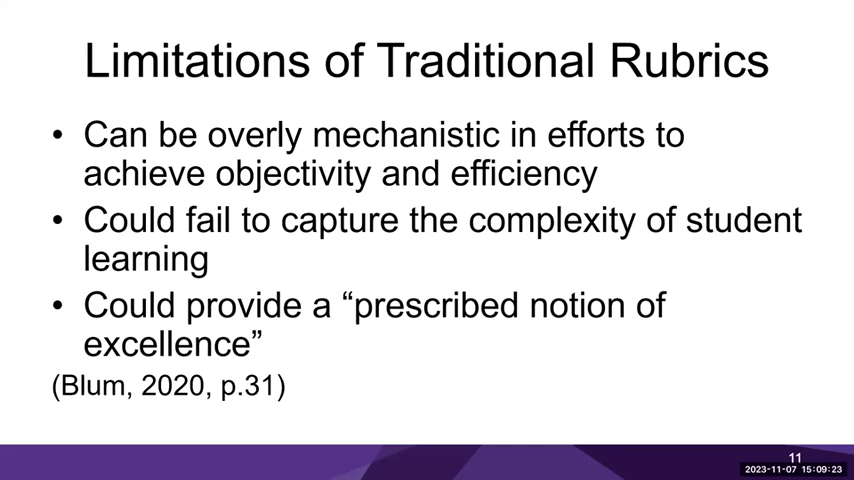 Limitations of Traditional Rubrics
• Can be overly mechanistic in efforts to
achieve objectivity and efficiency
• Could fail to capture the complexity of student
learning
• Could provide a “prescribed notion of
excellence”
(Blum, 2020, p.31)
11
2023-11-07 15:09:23